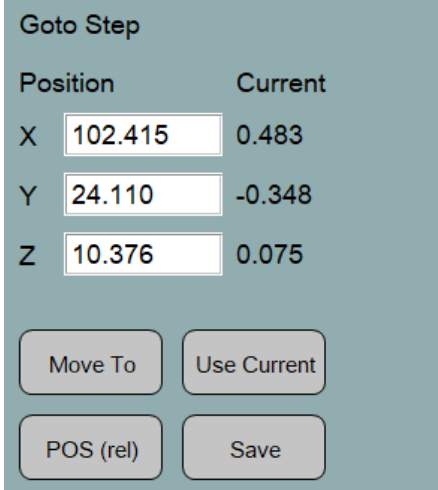 Goto Step
Position Current
X 102.415 0.483
Y 24.110 -0.348
Z 10.376 0.075
Move To Use Current
POS (rel) Save